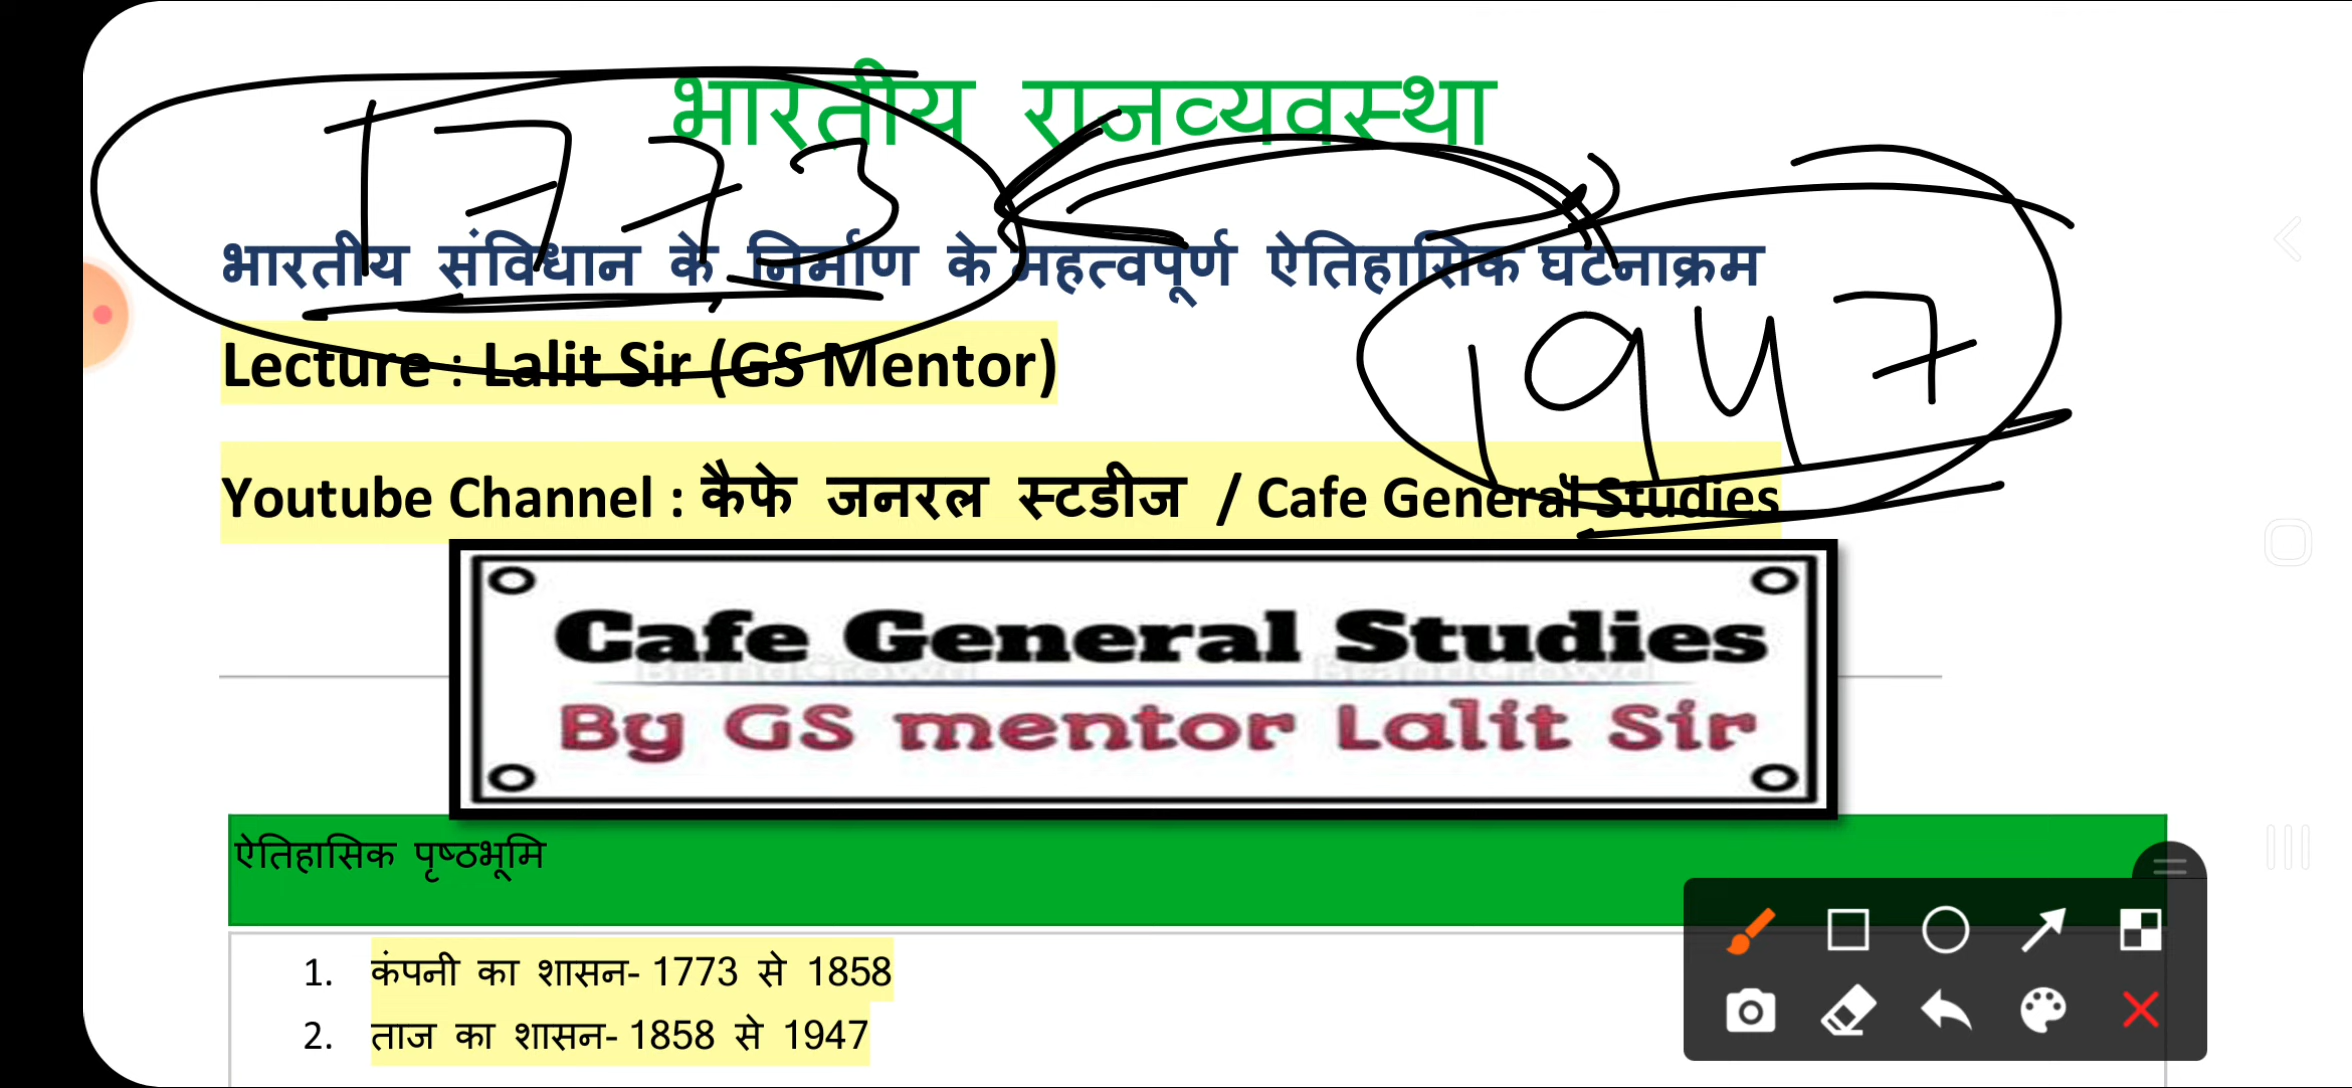 भारतीय राजव्यवस्था
1773
भारतीय संविधान के निर्माण के महत्वपूर्ण ऐतिहासिक घटनाक्रम
1947
Lecture : Lalit Sir (GS Mentor)
Youtube Channel : कैफे जनरल स्टडीज / Cafe General Studies
Cafe General Studies
By GS mentor Lalit Sir
ऐतिहासिक पृष्ठभूमि
1. कंपनी का शासन- 1773 से 1858
2. ताज का शासन- 1858 से 1947